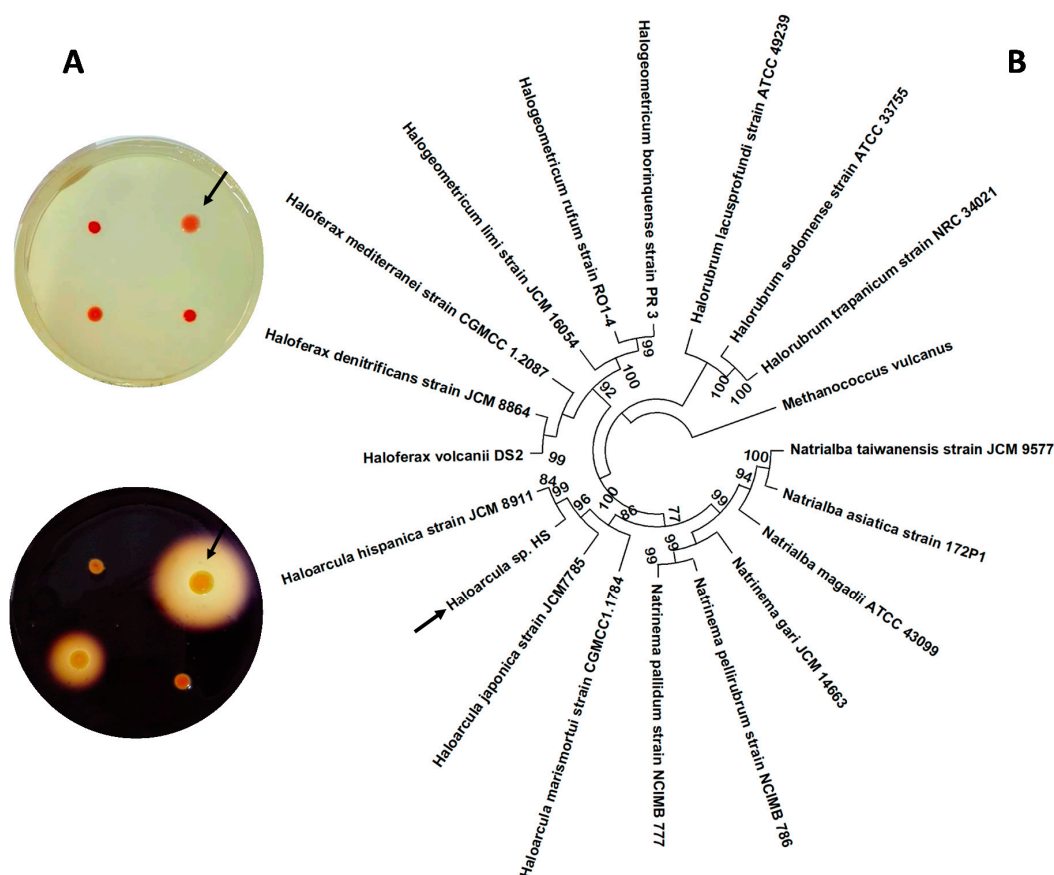 A
B
Halogeometricum borinquense strain PR 3
Halorubrum lacusprofundi strain ATCC 49239
Halorubrum sodomense strain ATCC 33755
Halorubrum trapanicum strain NRC 34021
Methanococcus vulcanus
Natrialba taiwanensis strain JCM 9577
Natrialba asiatica strain 172P1
Natrialba magadii ATCC 43099
Natrinema gari JCM 14663
Natrinema pellirubrum strain NCIMB 786
Natrinema pallidum strain NCIMB 777
Haloarcula marismortui strain CGMCC1.1784
Haloarcula japonica strain JCM7785
Haloarcula sp. HS
Haloarcula hispanica strain JCM 8911
Haloferax volcanii DS2
Haloferax denitrificans strain JCM 8864
Haloferax mediterranei strain CGMCC 1.2087
Halogeometricum limi strain JCM 16054
Halogeometricum rufum strain RO1-4
99
100
92
100
100
99
84
99
96
100
86
77
99
99
99
94
100